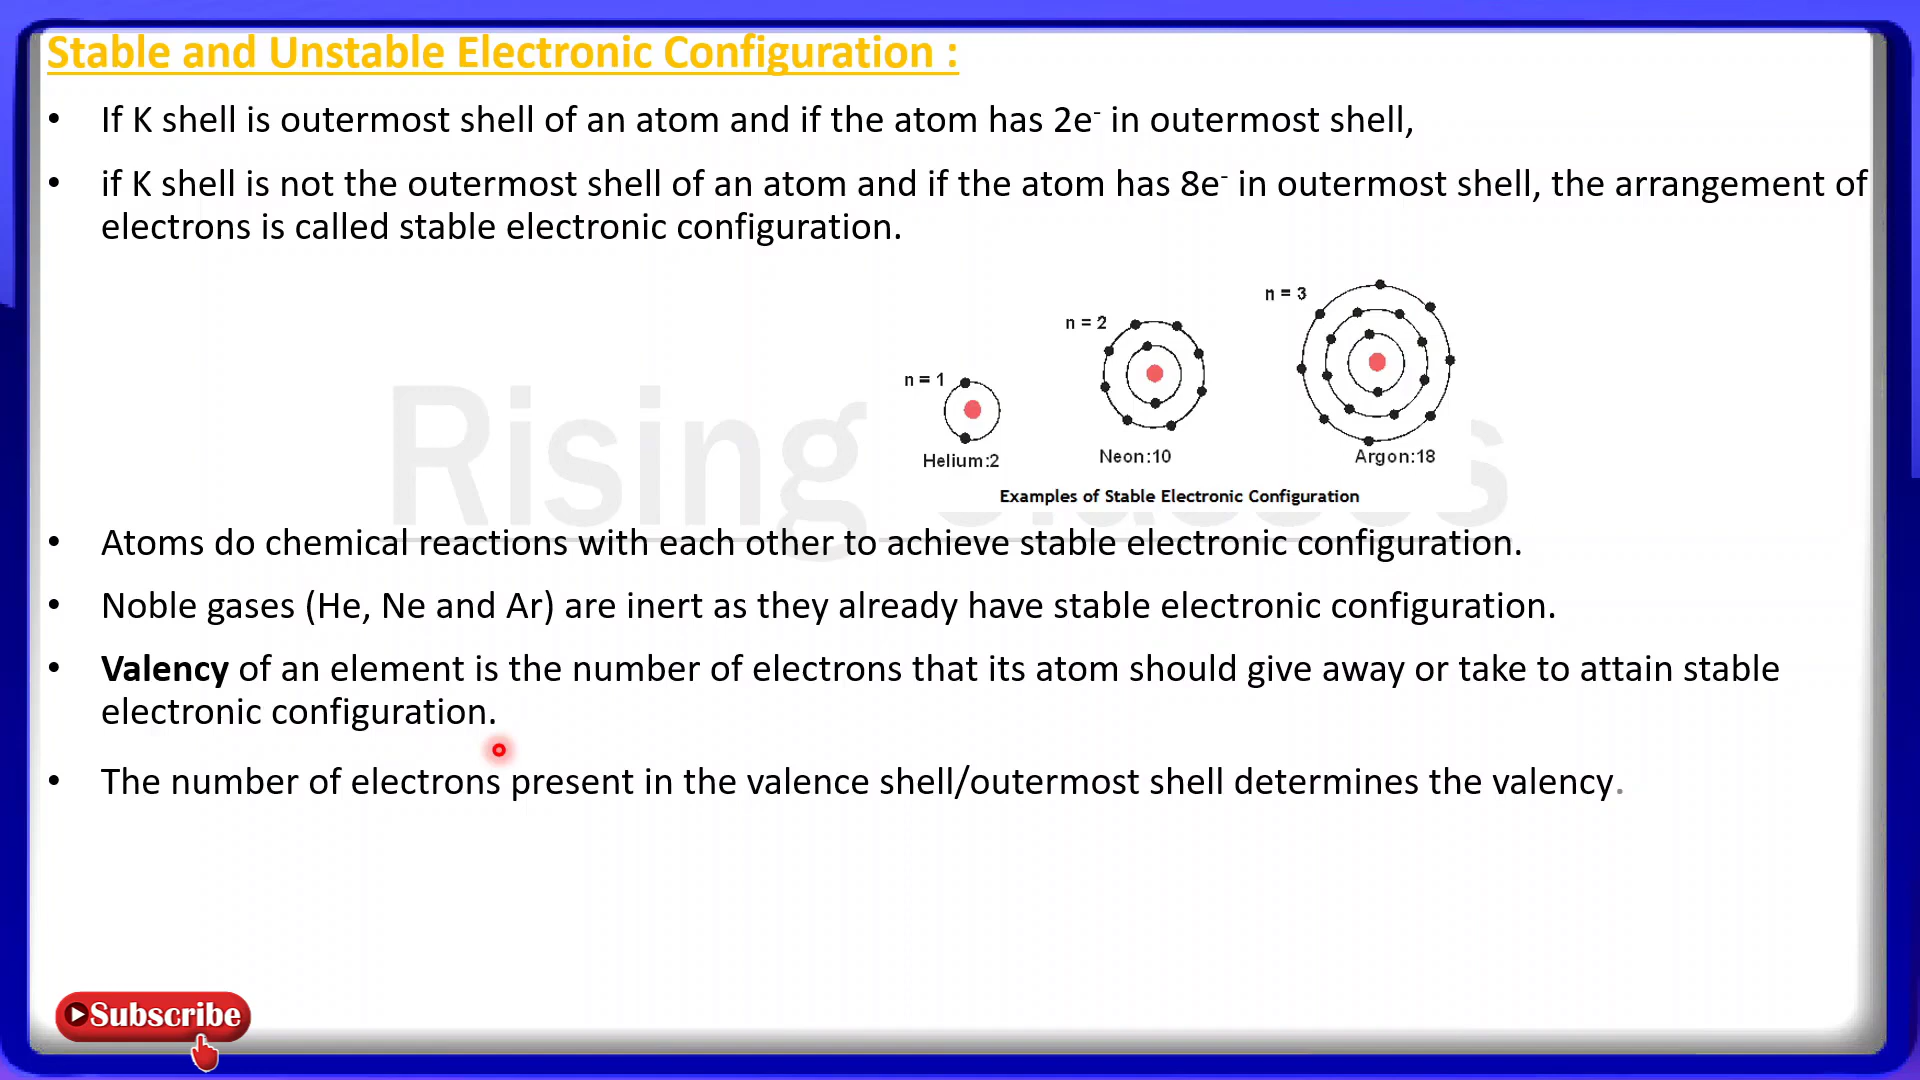 Stable and Unstable Electronic Configuration :
• If K shell is outermost shell of an atom and if the atom has 2e⁻ in outermost shell,
• if K shell is not the outermost shell of an atom and if the atom has 8e⁻ in outermost shell, the arrangement of
electrons is called stable electronic configuration.
n = 1
n = 2
n = 3
Helium:2
Neon:10
Argon:18
Examples of Stable Electronic Configuration
Rising
• Atoms do chemical reactions with each other to achieve stable electronic configuration.
• Noble gases (He, Ne and Ar) are inert as they already have stable electronic configuration.
• Valency of an element is the number of electrons that its atom should give away or take to attain stable
electronic configuration.
• The number of electrons present in the valence shell/outermost shell determines the valency.
Subscribe